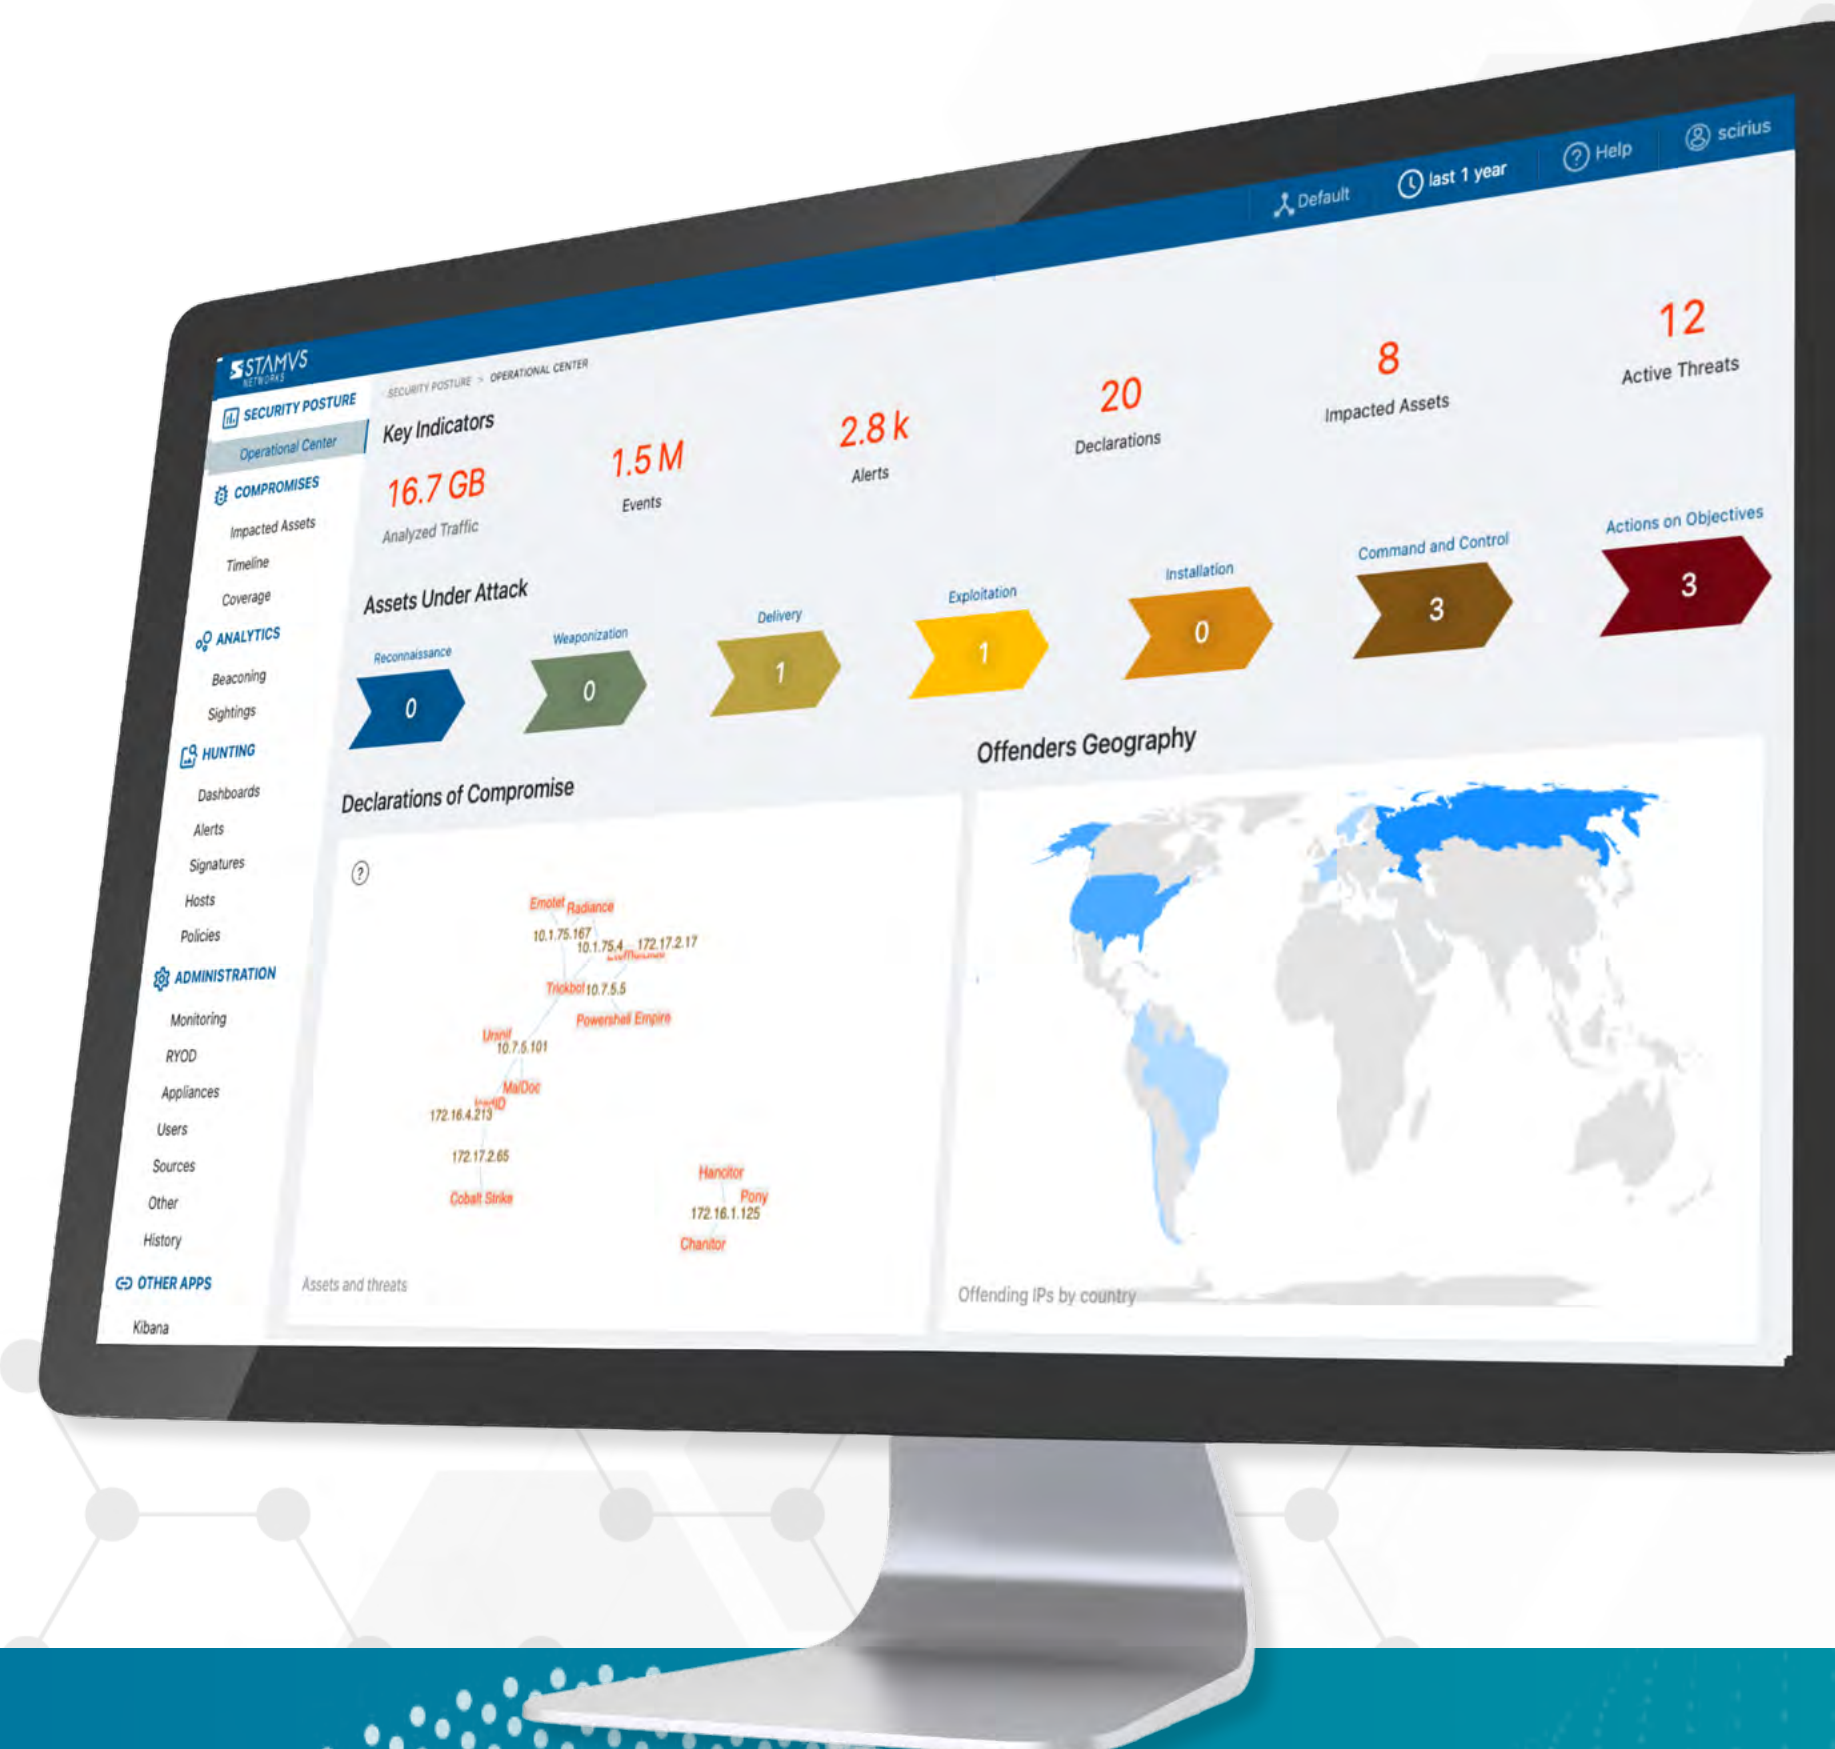 STAMVS
NETWORKS
Default
last 1 year
Help
scirius
SECURITY POSTURE
Operational Center
COMPROMISES
Impacted Assets
Timeline
Coverage
ANALYTICS
Beaconing
Sightings
HUNTING
Dashboards
Alerts
Signatures
Hosts
Policies
ADMINISTRATION
Monitoring
RYOD
Appliances
Users
Sources
Other
History
OTHER APPS
Kibana
SECURITY POSTURE > OPERATIONAL CENTER
Key Indicators
16.7 GB
Analyzed Traffic
1.5 M
Events
2.8 k
Alerts
20
Declarations
8
Impacted Assets
12
Active Threats
Assets Under Attack
Reconnaissance
0
Weaponization
0
Delivery
1
Exploitation
1
Installation
0
Command and Control
3
Actions on Objectives
3
Declarations of Compromise
?
Emotet
Radiance
10.1.75.167
10.1.75.4
172.17.2.17
Trickbot
10.7.5.5
Powershell Empire
10.7.5.101
MalDoc
172.16.4.213
172.17.2.65
Cobalt Strike
Hancitor
Pony
172.16.1.125
Chanitor
Assets and threats
Offenders Geography
Offending IPs by country